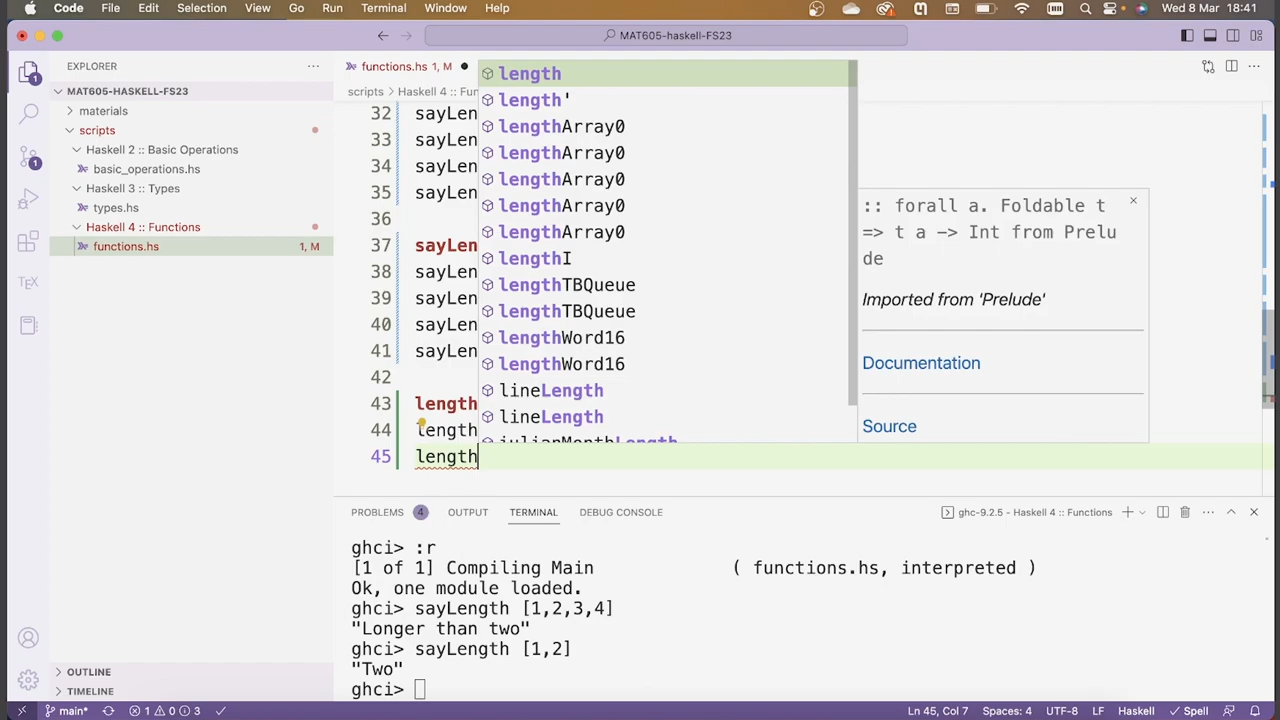 Code File Edit Selection View Go Run Terminal Window Help Wed 8 Mar 18:41
MAT605-haskell-FS23
EXPLORER
MAT605-HASKELL-FS23
materials
scripts
Haskell 2 :: Basic Operations
basic_operations.hs
Haskell 3 :: Types
types.hs
Haskell 4 :: Functions
functions.hs 1, M
OUTLINE
TIMELINE
functions.hs 1, M
scripts Haskell 4 :: Fun
32 sayLen
33 sayLen
34 sayLen
35 sayLen
36
37 sayLen
38 sayLen
39 sayLen
40 sayLen
41 sayLen
42
43 length
44 length
45 length
length
length'
lengthArray0
lengthArray0
lengthArray0
lengthArray0
lengthArray0
lengthI
lengthTBQueue
lengthTBQueue
lengthWord16
lengthWord16
lineLength
lineLength
julianMonthLength
:: forall a. Foldable t
=> t a -> Int from Prelu
de
Imported from 'Prelude'
Documentation
Source
PROBLEMS 4 OUTPUT TERMINAL DEBUG CONSOLE ghc-9.2.5 - Haskell 4 :: Functions
ghci> :r
[1 of 1] Compiling Main ( functions.hs, interpreted )
Ok, one module loaded.
ghci> sayLength [1,2,3,4]
"Longer than two"
ghci> sayLength [1,2]
"Two"
ghci>
main* 1 0 3 Ln 45, Col 7 Spaces: 4 UTF-8 LF Haskell Spell